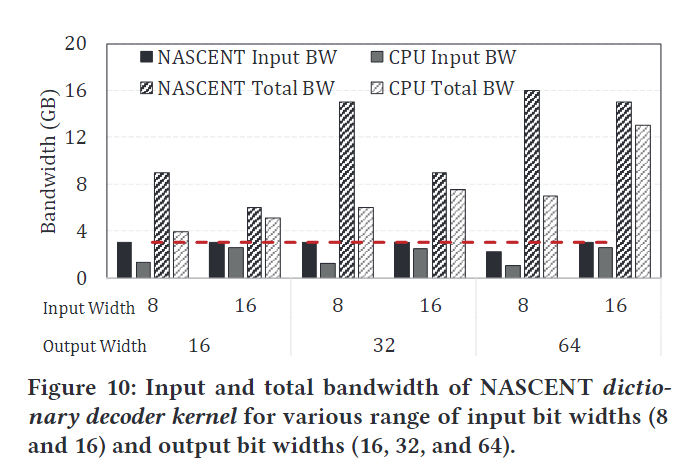 20
16
12
8
4
0
Bandwidth (GB)
NASCENT Input BW
CPU Input BW
NASCENT Total BW
CPU Total BW
Input Width 8 16 8 16 8 16
Output Width 16 32 64
Figure 10: Input and total bandwidth of NASCENT dictio-
nary decoder kernel for various range of input bit widths (8
and 16) and output bit widths (16, 32, and 64).